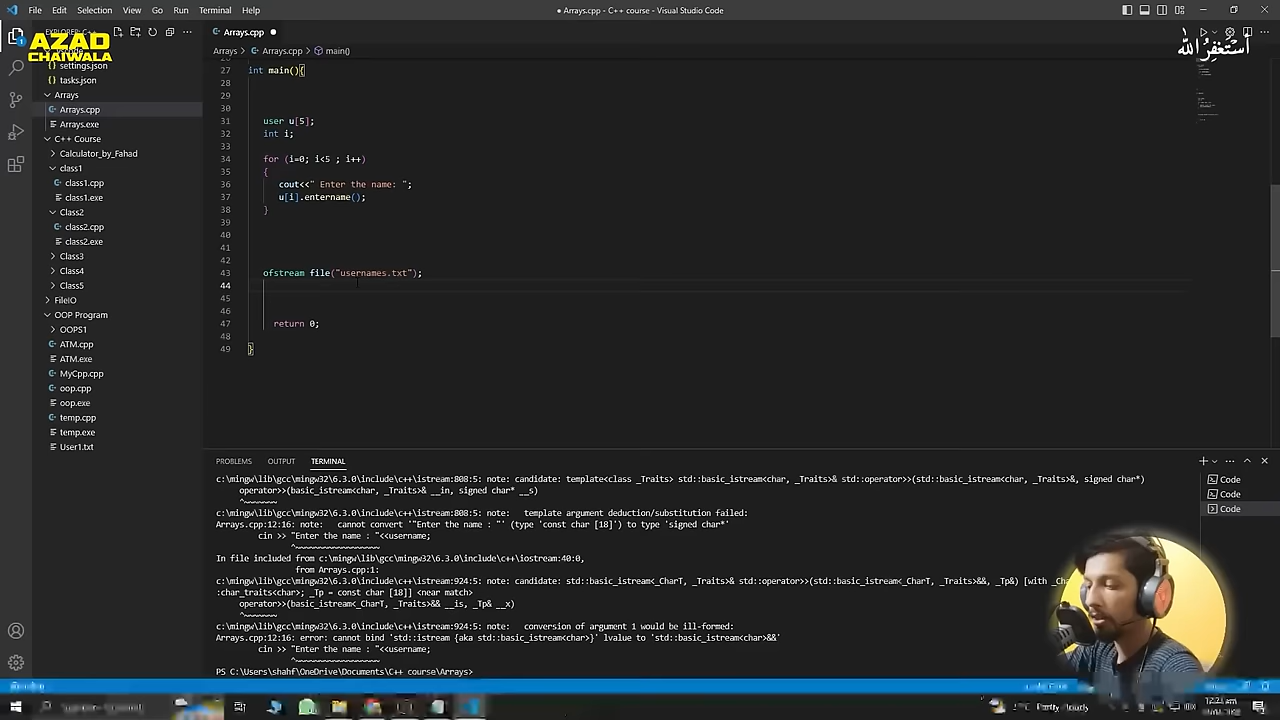 File Edit Selection View Go Run Terminal Help
● Arrays.cpp - C++ course - Visual Studio Code
AZAD
CHAIWALA
أستغفر الله
settings.json
tasks.json
Arrays
Arrays.cpp
Arrays.exe
C++ Course
Calculator_by_Fahad
class1
class1.cpp
class1.exe
Class2
class2.cpp
class2.exe
Class3
Class4
Class5
FileIO
OOP Program
OOPS1
ATM.cpp
ATM.exe
MyCpp.cpp
oop.cpp
oop.exe
temp.cpp
temp.exe
User1.txt
Arrays.cpp ●
Arrays > Arrays.cpp > main()
27 int main(){
28
29
30
31 user u[5];
32 int i;
33
34 for (i=0; i<5 ; i++)
35 {
36 cout<<" Enter the name: ";
37 u[i].entername();
38 }
39
40
41
42
43 ofstream file("usernames.txt");
44
45
46
47 return 0;
48
49 }
PROBLEMS OUTPUT TERMINAL
c:\mingw\lib\gcc\mingw32\6.3.0\include\c++\istream:808:5: note: candidate: template<class _Traits> std::basic_istream<char, _Traits>& std::operator>>(std::basic_istream<char, _Traits>&, signed char*)
operator>>(basic_istream<char, _Traits>& __in, signed char* __s)
^~~~~~~~
c:\mingw\lib\gcc\mingw32\6.3.0\include\c++\istream:808:5: note: template argument deduction/substitution failed:
Arrays.cpp:12:16: note: cannot convert '"Enter the name : "' (type 'const char [18]') to type 'signed char*'
cin >> "Enter the name : "<<username;
^~~~~~~~~~~~~~~~~~~
In file included from c:\mingw\lib\gcc\mingw32\6.3.0\include\c++\iostream:40:0,
from Arrays.cpp:1:
c:\mingw\lib\gcc\mingw32\6.3.0\include\c++\istream:924:5: note: candidate: std::basic_istream<_CharT, _Traits>& std::operator>>(std::basic_istream<_CharT, _Traits>&&, _Tp&) [with
:char_traits<char>; _Tp = const char [18]] <near match>
operator>>(basic_istream<_CharT, _Traits>&& __is, _Tp& __x)
^~~~~~~~
c:\mingw\lib\gcc\mingw32\6.3.0\include\c++\istream:924:5: note: conversion of argument 1 would be ill-formed:
Arrays.cpp:12:16: error: cannot bind 'std::istream {aka std::basic_istream<char>}' lvalue to 'std::basic_istream<char>&&'
cin >> "Enter the name : "<<username;
^~~~~~~~~~~~~~~~~~~
PS C:\Users\shahf\OneDrive\Documents\C++ course\Arrays>
Code
Code
Code